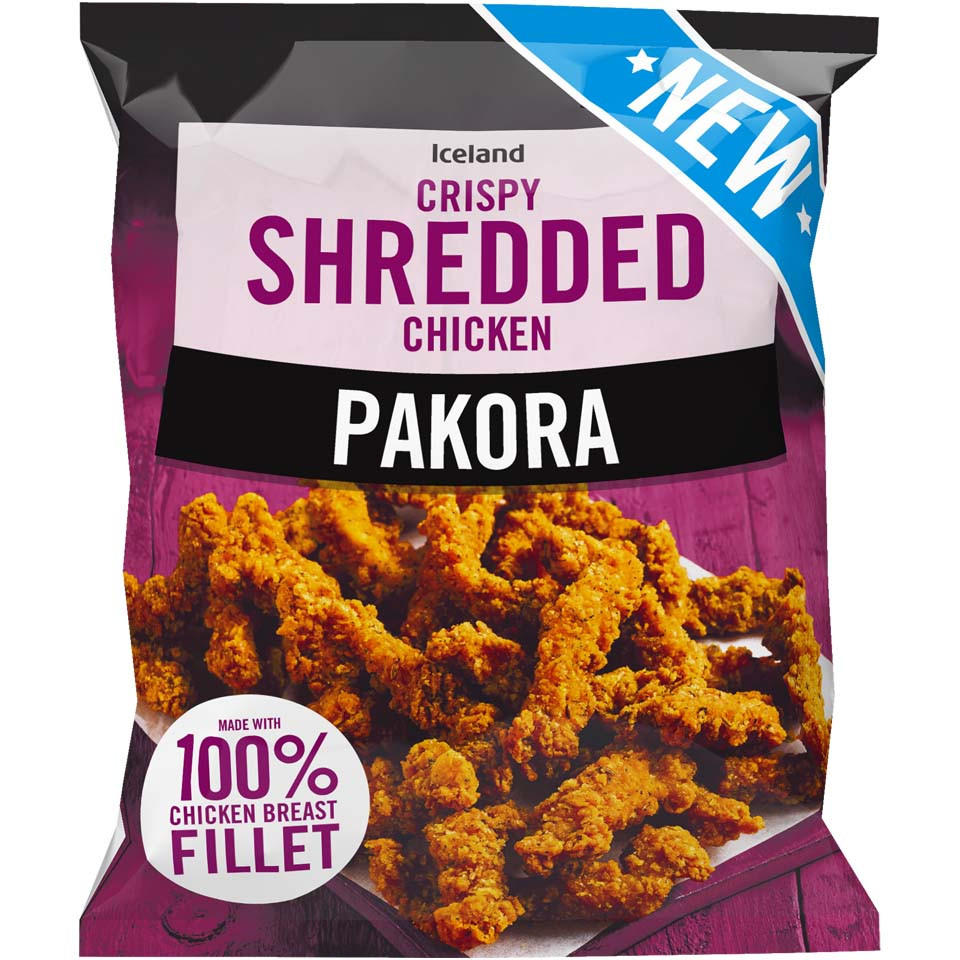 NEW
Iceland
CRISPY
SHREDDED
CHICKEN
PAKORA
MADE WITH
100%
CHICKEN BREAST
FILLET